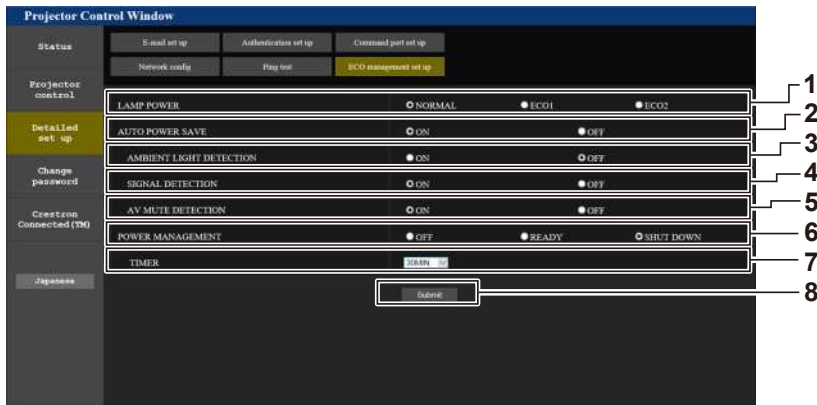 Projector Control Window
Status
E-mail set up
Authentication set up
Command port set up
Network config
Ping test
ECO management set up
Projector
control
Detailed
set up
Change
password
Crestron
Connected(TM)
Japanese
LAMP POWER NORMAL ECO1 ECO2 1
AUTO POWER SAVE ON OFF 2
AMBIENT LIGHT DETECTION ON OFF 3
SIGNAL DETECTION ON OFF 4
AV MUTE DETECTION ON OFF 5
POWER MANAGEMENT OFF READY SHUT DOWN 6
TIMER 30MIN 7
Submit 8